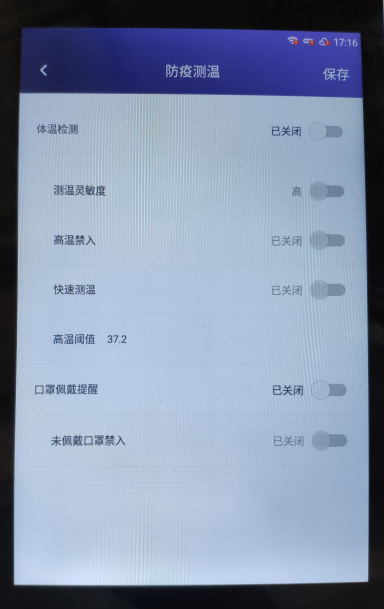 17:16
防疫测温 保存
体温检测 已关闭
测温灵敏度 高
高温禁入 已关闭
快速测温 已关闭
高温阈值 37.2
口罩佩戴提醒 已关闭
未佩戴口罩禁入 已关闭